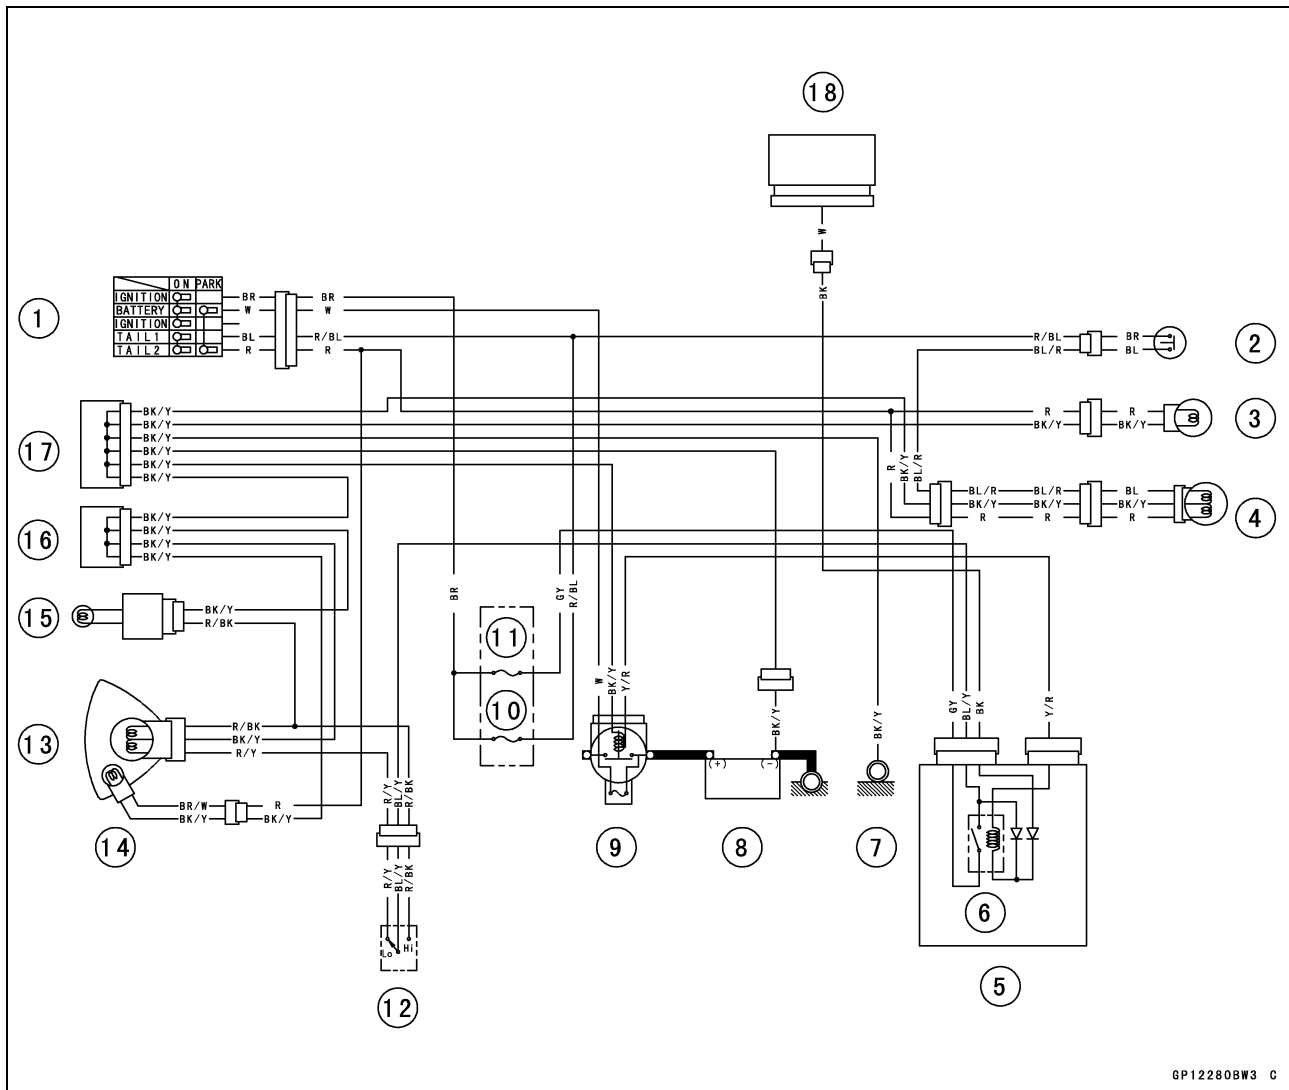 18
W
BK
ON PARK
IGNITION
BATTERY
IGNITION
TAIL1
TAIL2
1
BR BR
W W
BL R/BL
R R
R/BL BR
BL/R BL
2
BK/Y
BK/Y
BK/Y
BK/Y
BK/Y
BK/Y
17
R R
BK/Y BK/Y
3
R
BK/Y
BL/R
BL/R BL/R BL
BK/Y BK/Y BK/Y
R R R
4
BK/Y
BK/Y
BK/Y
BK/Y
16
BR
GY
R/BL
15
BK/Y
R/BK
11
10
W
BK/Y
Y/R
BK/Y
BK/Y
GY
BL/Y
BK
Y/R
13
R/BK
BK/Y
R/Y
(+) (-)
R/Y
BL/Y
R/BK
BR/W R
BK/Y BK/Y
14
9
8
7
R/Y
BL/Y
R/BK
6
Lo Hi
12
5
GP12280BW3 C